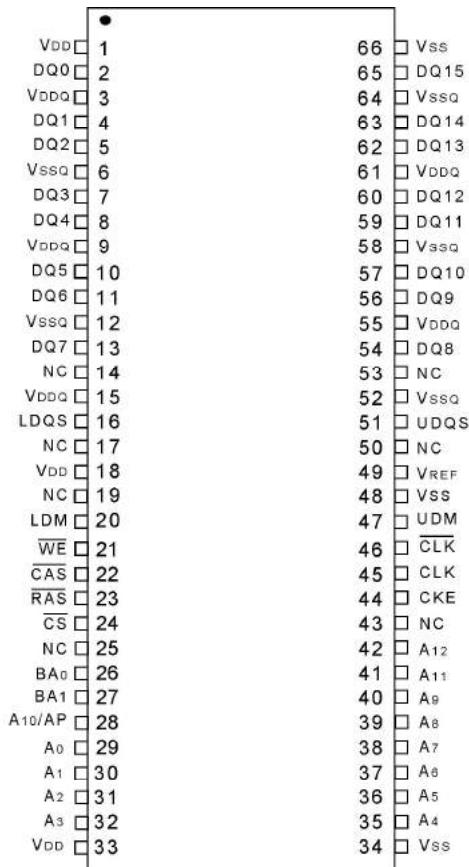 VDD 1 66 VSS
DQ0 2 65 DQ15
VDDQ 3 64 VSSQ
DQ1 4 63 DQ14
DQ2 5 62 DQ13
VSSQ 6 61 VDDQ
DQ3 7 60 DQ12
DQ4 8 59 DQ11
VDDQ 9 58 VSSQ
DQ5 10 57 DQ10
DQ6 11 56 DQ9
VSSQ 12 55 VDDQ
DQ7 13 54 DQ8
NC 14 53 NC
VDDQ 15 52 VSSQ
LDQS 16 51 UDQS
NC 17 50 NC
VDD 18 49 VREF
NC 19 48 VSS
LDM 20 47 UDM
W̅E̅ 21 46 C̅L̅K̅
C̅A̅S̅ 22 45 CLK
R̅A̅S̅ 23 44 CKE
C̅S̅ 24 43 NC
NC 25 42 A12
BA0 26 41 A11
BA1 27 40 A9
A10/AP 28 39 A8
A0 29 38 A7
A1 30 37 A6
A2 31 36 A5
A3 32 35 A4
VDD 33 34 VSS